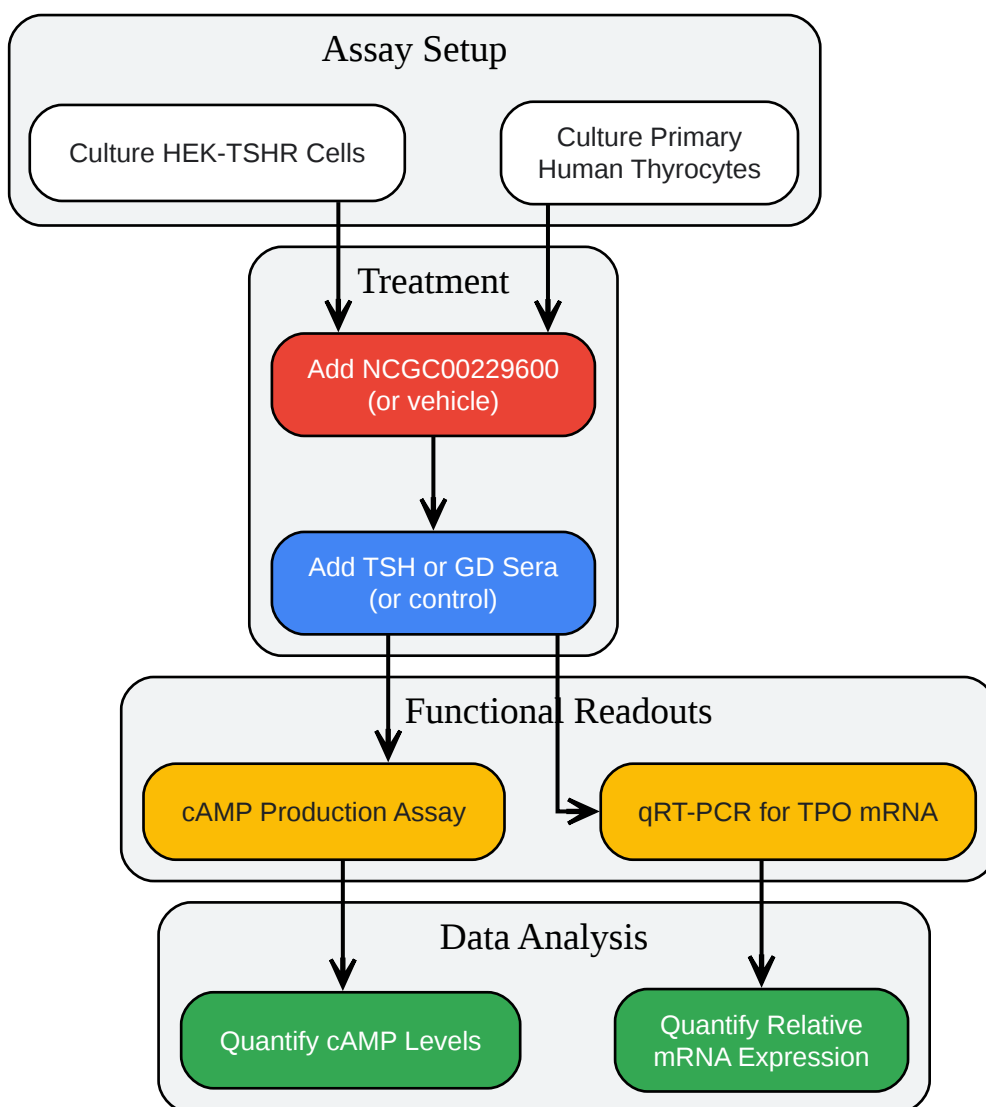 Assay Setup
Culture HEK-TSHR Cells
Culture Primary
Human Thyrocytes
Treatment
Add NCGC00229600
(or vehicle)
Add TSH or GD Sera
(or control)
Functional Readouts
cAMP Production Assay
qRT-PCR for TPO mRNA
Data Analysis
Quantify cAMP Levels
Quantify Relative
mRNA Expression